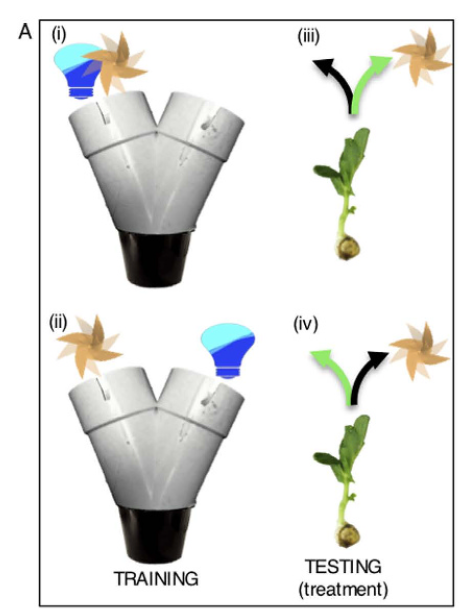 A
(i)
(iii)
(ii)
(iv)
TRAINING
TESTING
(treatment)